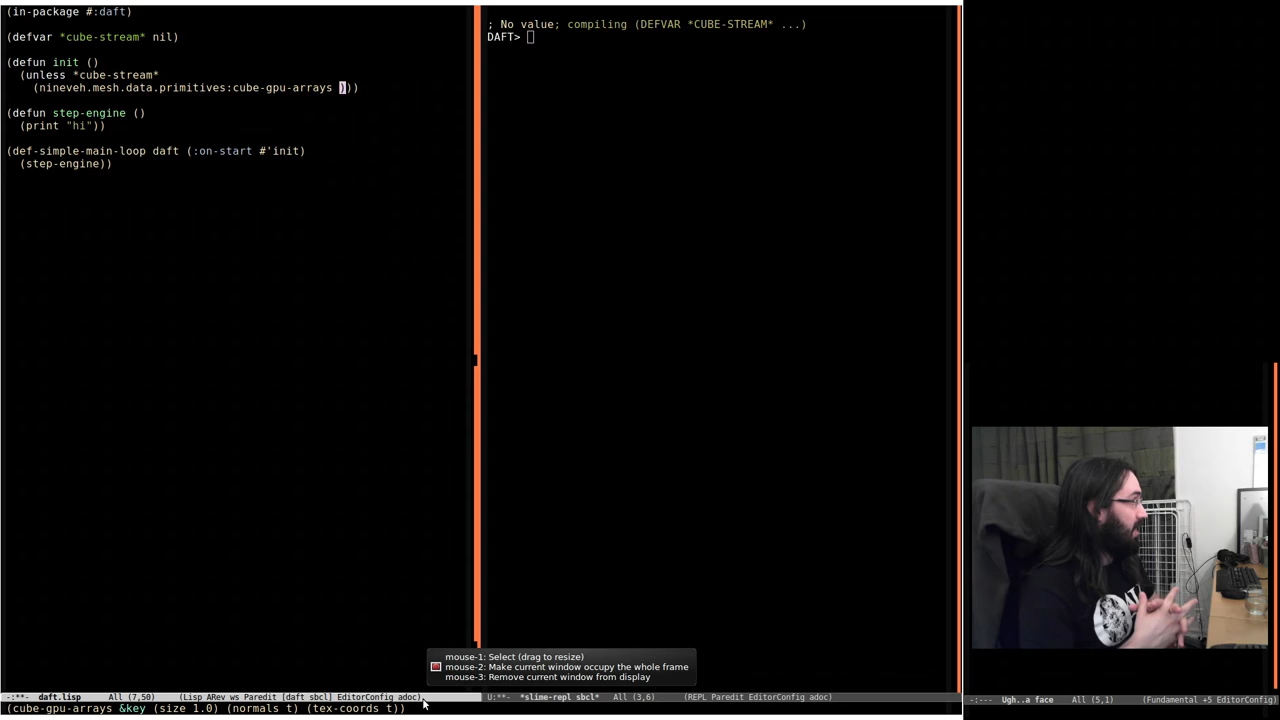 (in-package #:daft)
(defvar *cube-stream* nil)
(defun init ()
(unless *cube-stream*
(nineveh.mesh.data.primitives:cube-gpu-arrays )))
(defun step-engine ()
(print "hi"))
(def-simple-main-loop daft (:on-start #'init)
(step-engine))
; No value; compiling (DEFVAR *CUBE-STREAM* ...)
DAFT>
mouse-1: Select (drag to resize)
mouse-2: Make current window occupy the whole frame
mouse-3: Remove current window from display
-:**- daft.lisp All (7,50) (Lisp ARev ws Paredit [daft sbcl] EditorConfig adoc)
U:**- *slime-repl sbcl* All (3,6) (REPL Paredit EditorConfig adoc)
-:--- Ugh..a face All (5,1) (Fundamental +5 EditorConfig)
(cube-gpu-arrays &key (size 1.0) (normals t) (tex-coords t))